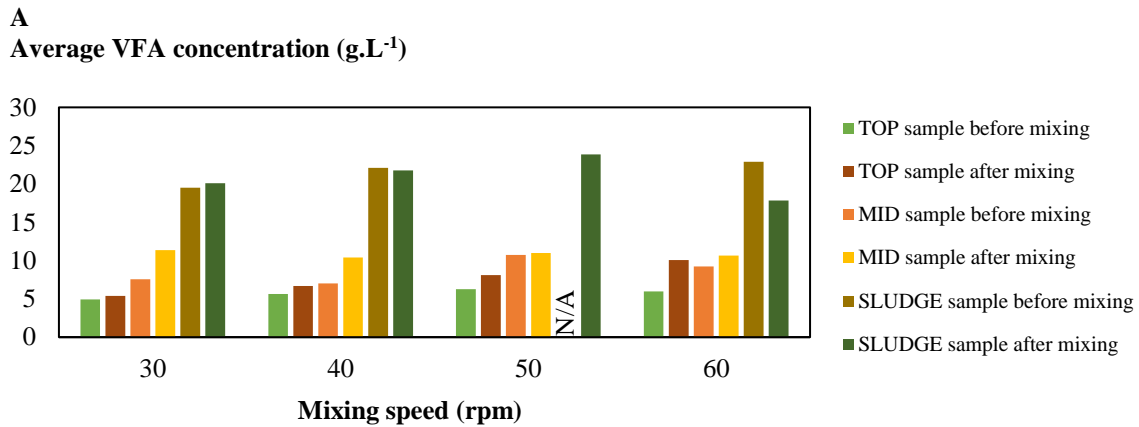 A
Average VFA concentration (g.L⁻¹)
30
25
20
15
10
5
0
N/A
30 40 50 60
Mixing speed (rpm)
TOP sample before mixing
TOP sample after mixing
MID sample before mixing
MID sample after mixing
SLUDGE sample before mixing
SLUDGE sample after mixing